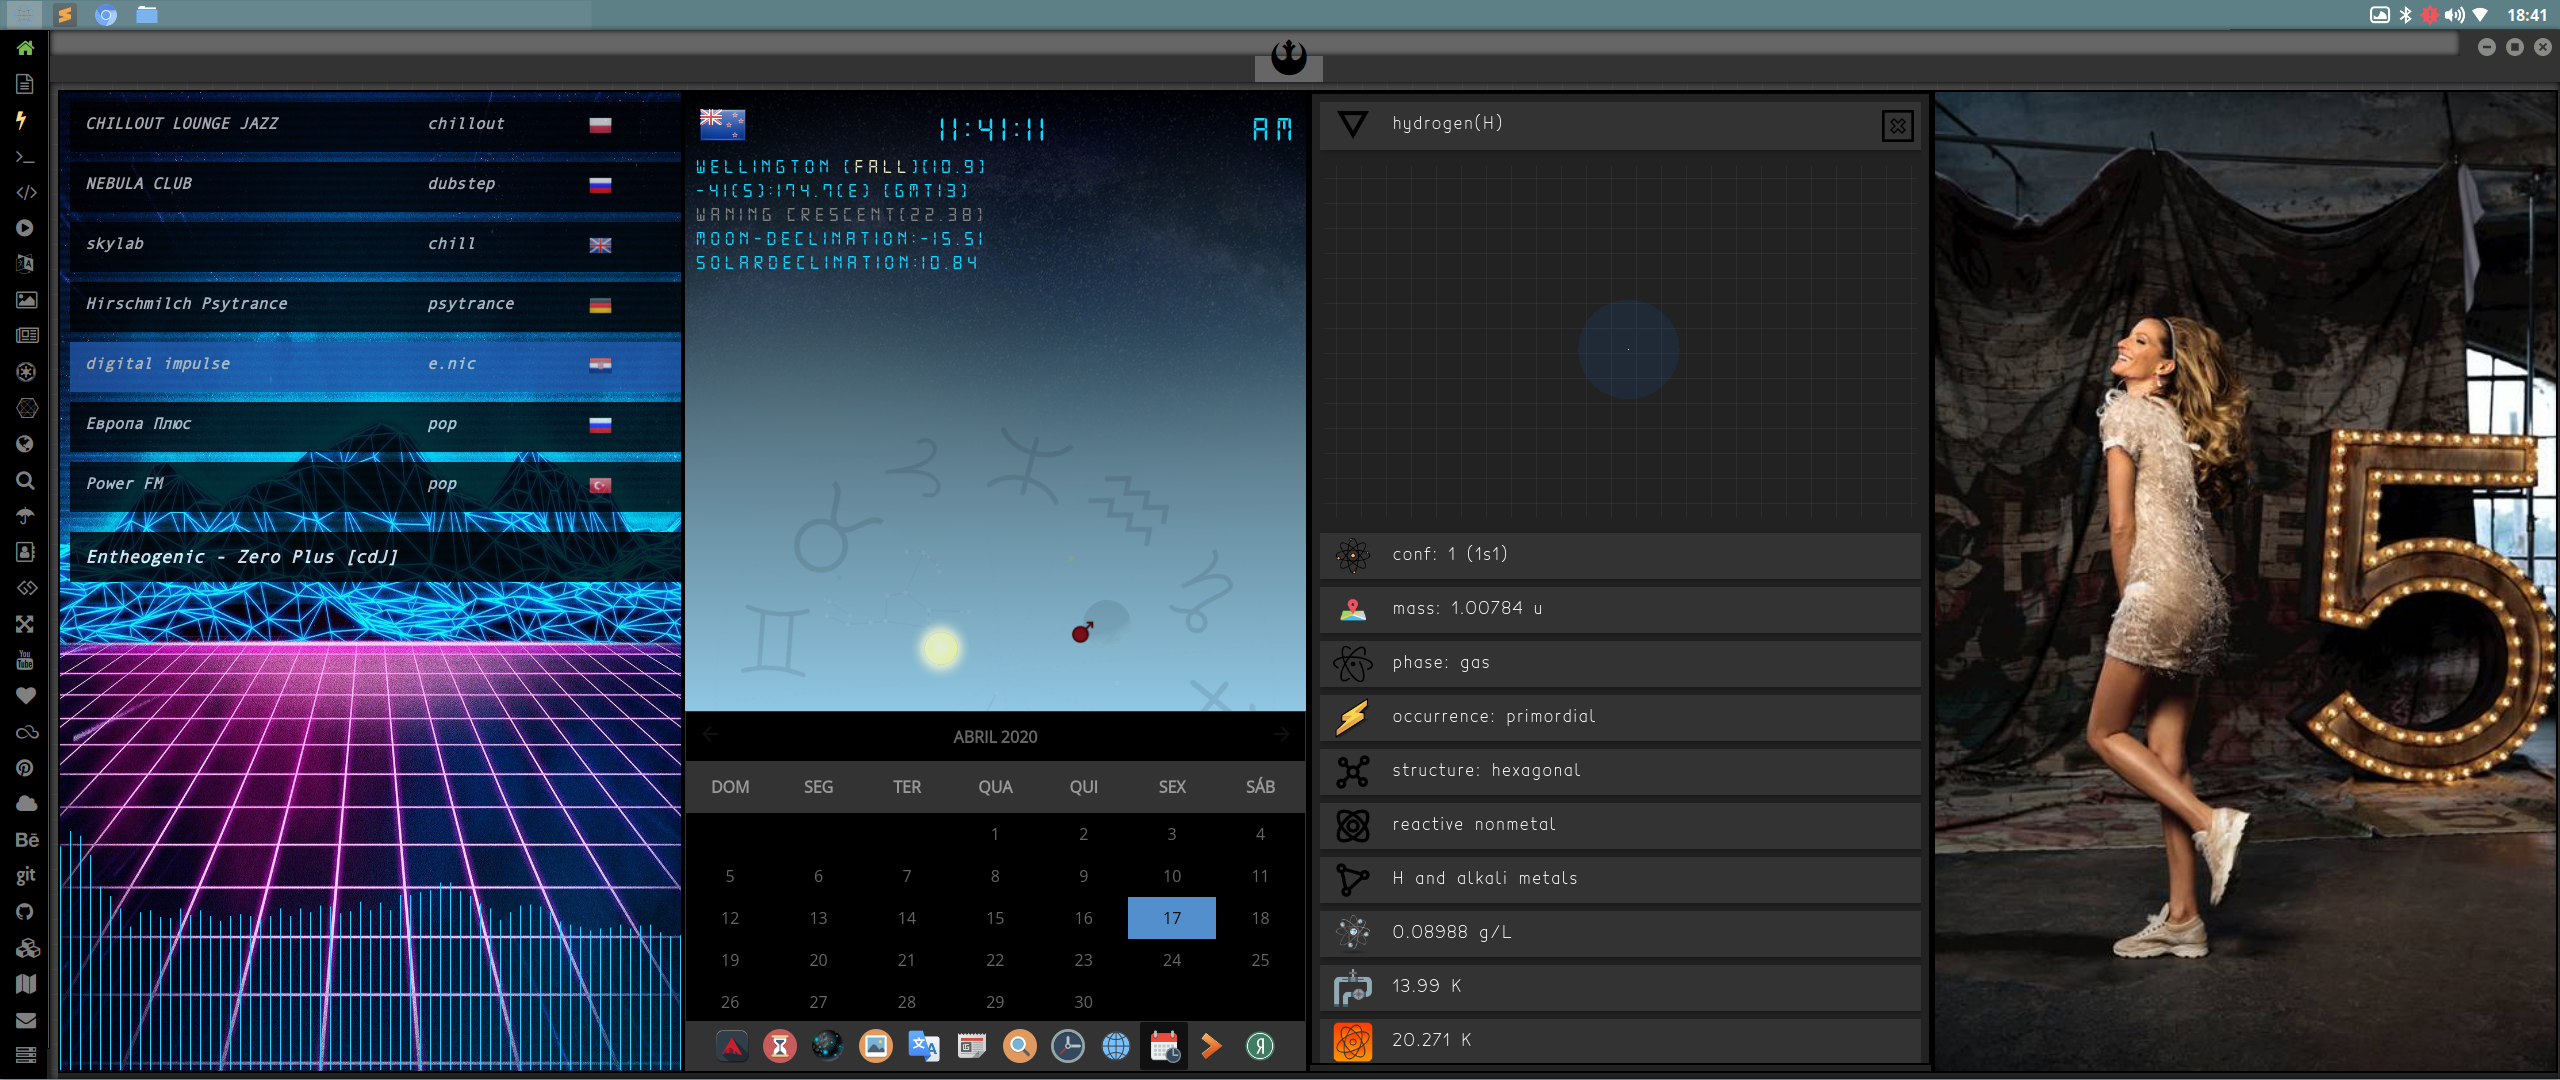 18:41
CHILLOUT LOUNGE JAZZ chillout
NEBULA CLUB dubstep
skylab chill
Hirschmilch Psytrance psytrance
digital impulse e.nic
Европа Плюс pop
Power FM pop
Entheogenic - Zero Plus [cdJ]
11:41:11 AM
WELLINGTON (FALL)(10.9)
-41(S):174.7(E) (GMT13)
WANING CRESCENT(22.38)
MOON-DECLINATION:-15.51
SOLARDECLINATION:10.84
ABRIL 2020
DOM SEG TER QUA QUI SEX SÁB
1 2 3 4
5 6 7 8 9 10 11
12 13 14 15 16 17 18
19 20 21 22 23 24 25
26 27 28 29 30
hydrogen(H)
conf: 1 (1s1)
mass: 1.00784 u
phase: gas
occurrence: primordial
structure: hexagonal
reactive nonmetal
H and alkali metals
0.08988 g/L
13.99 K
20.271 K
5
You
Tube
Bē
git